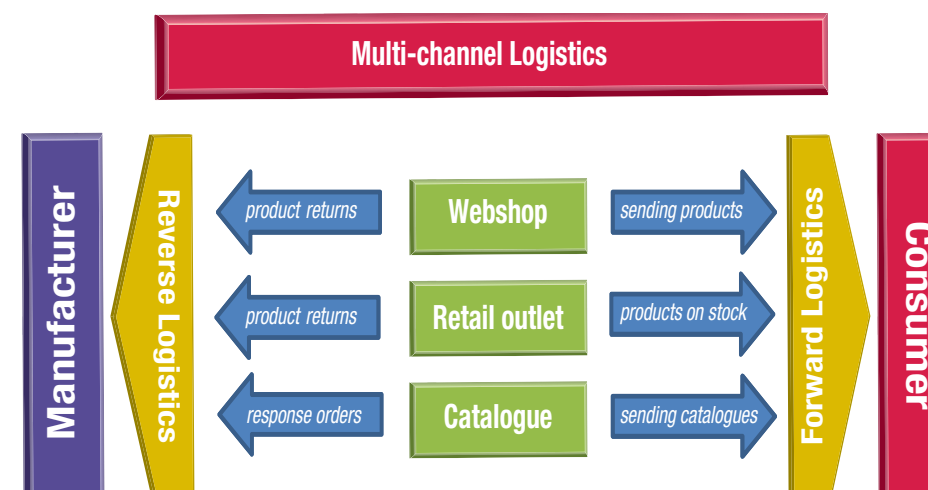 Multi-channel Logistics
Manufacturer
Reverse Logistics
product returns
Webshop
sending products
product returns
Retail outlet
products on stock
response orders
Catalogue
sending catalogues
Forward Logistics
Consumer